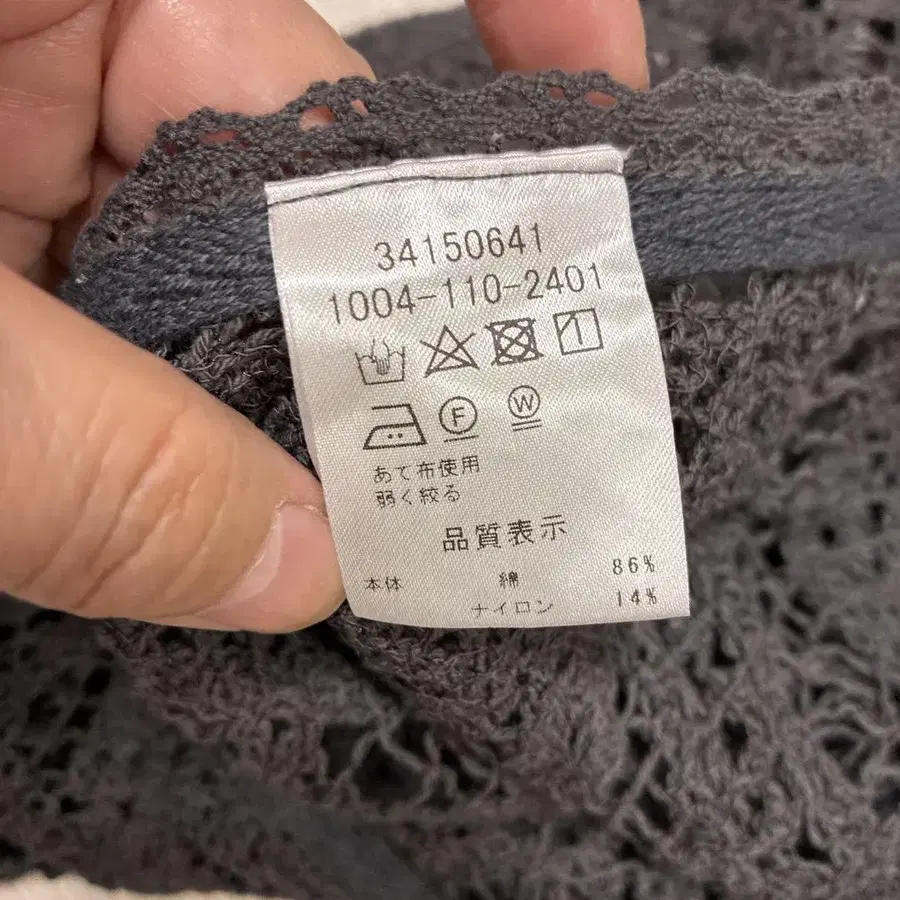 34150641
1004-110-2401
F W
あて布使用
弱く絞る
品質表示
本体 綿 86%
ナイロン 14%